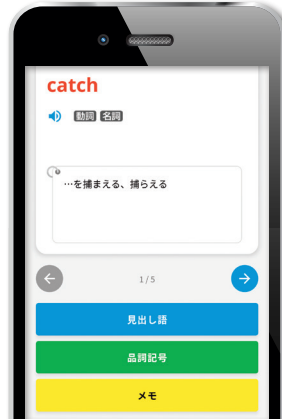 catch
動詞 名詞
…を捕まえる、捕らえる
1/5
見出し語
品詞記号
メモ